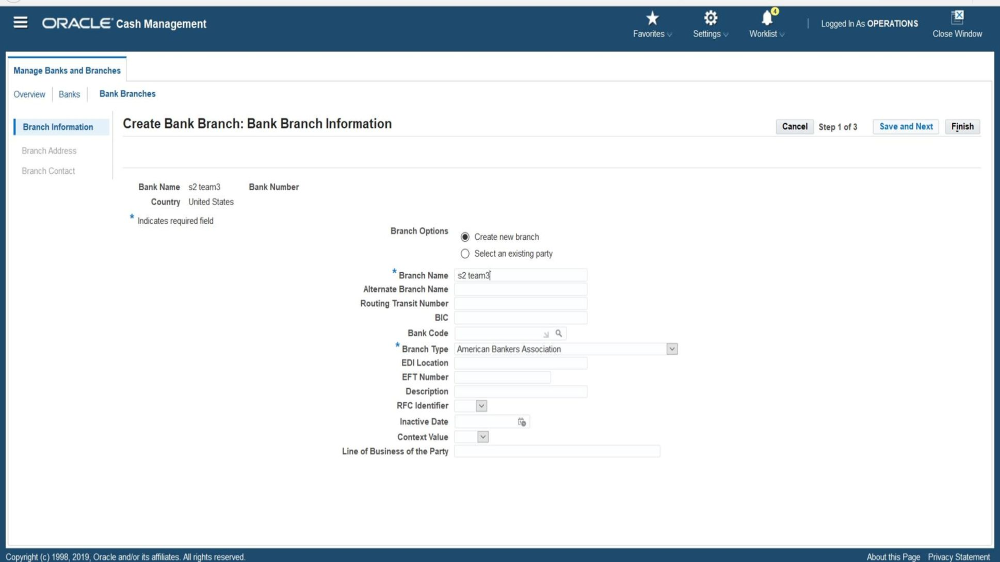 ORACLE® Cash Management
4
Favorites
Settings
Worklist
Logged In As OPERATIONS
Close Window
Manage Banks and Branches
Overview
Banks
Bank Branches
Branch Information
Branch Address
Branch Contact
Create Bank Branch: Bank Branch Information
Cancel
Step 1 of 3
Save and Next
Finish
Bank Name s2 team3
Bank Number
Country United States
* Indicates required field
Branch Options
Create new branch
Select an existing party
* Branch Name s2 team3
Alternate Branch Name
Routing Transit Number
BIC
Bank Code
* Branch Type American Bankers Association
EDI Location
EFT Number
Description
RFC Identifier
Inactive Date
Context Value
Line of Business of the Party
Copyright (c) 1998, 2019, Oracle and/or its affiliates. All rights reserved.
About this Page Privacy Statement